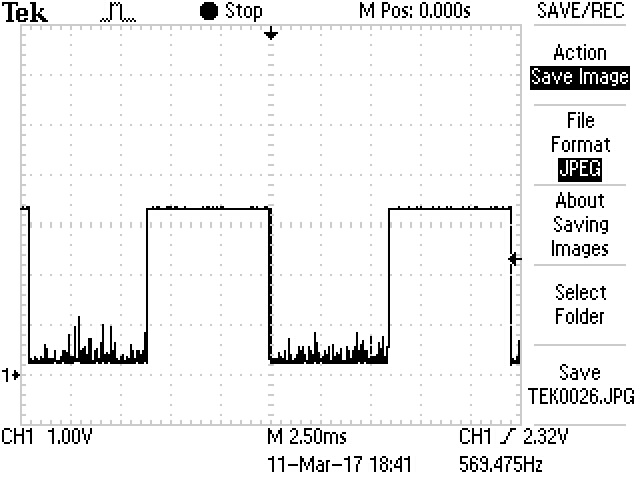 Tek Stop M Pos: 0.000s SAVE/REC
Action
Save Image
File
Format
JPEG
About
Saving
Images
Select
Folder
1
Save
TEK0026.JPG
CH1 1.00V M 2.50ms CH1 2.32V
11-Mar-17 18:41 569.475Hz